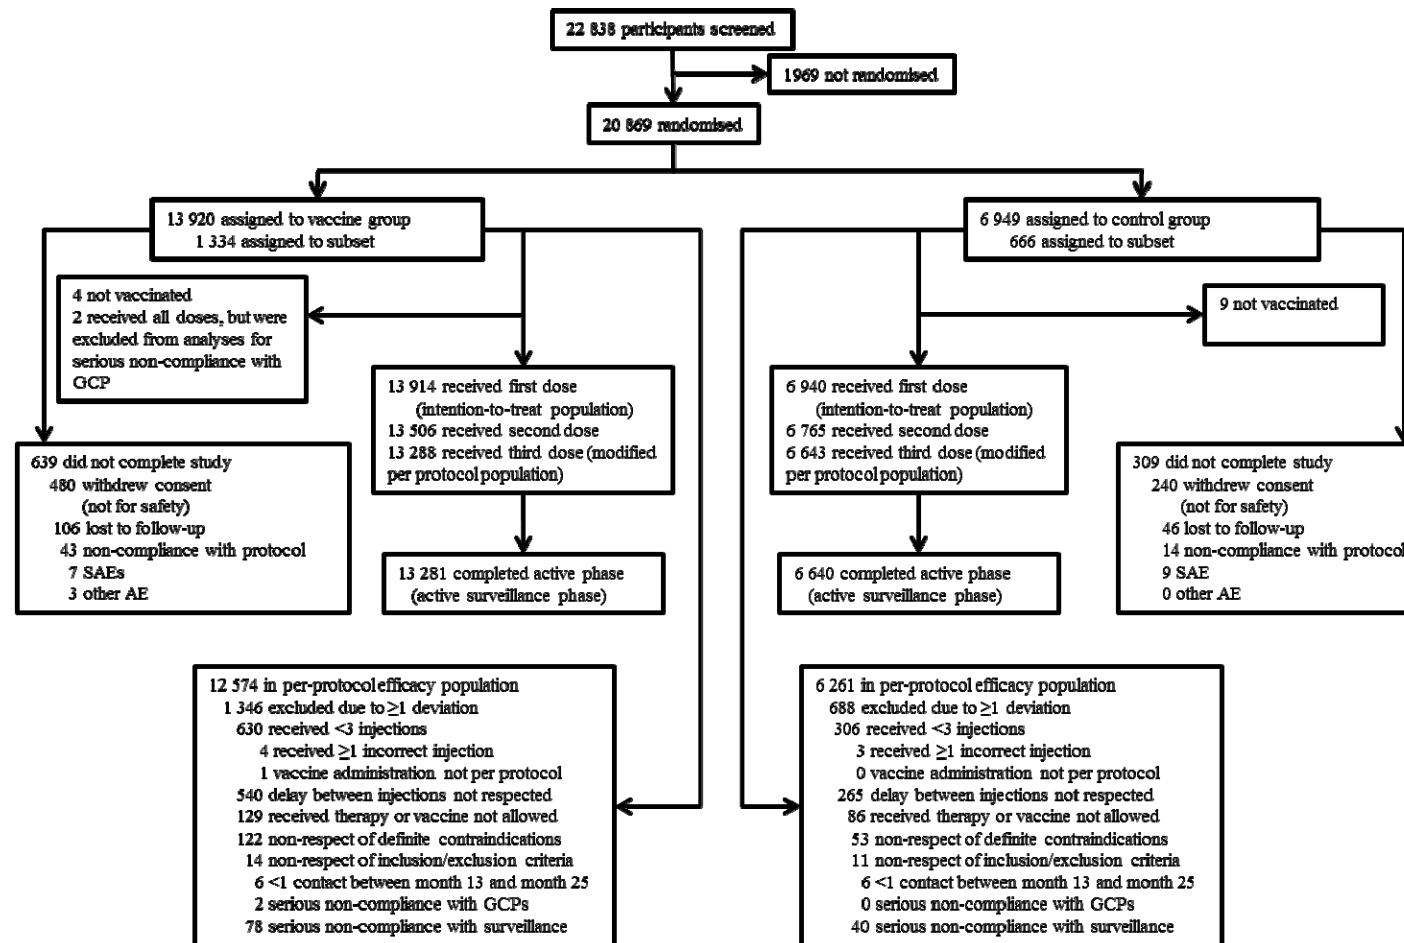 22 838 participants screened
1969 not randomised
20 869 randomised
13 920 assigned to vaccine group
1 334 assigned to subset
6 949 assigned to control group
666 assigned to subset
4 not vaccinated
2 received all doses, but were
excluded from analyses for
serious non-compliance with
GCP
9 not vaccinated
13 914 received first dose
(intention-to-treat population)
13 506 received second dose
13 288 received third dose (modified
per protocol population)
6 940 received first dose
(intention-to-treat population)
6 765 received second dose
6 643 received third dose (modified
per protocol population)
639 did not complete study
480 withdrew consent
(not for safety)
106 lost to follow-up
43 non-compliance with protocol
7 SAEs
3 other AE
309 did not complete study
240 withdrew consent
(not for safety)
46 lost to follow-up
14 non-compliance with protocol
9 SAE
0 other AE
13 281 completed active phase
(active surveillance phase)
6 640 completed active phase
(active surveillance phase)
12 574 in per-protocol efficacy population
1 346 excluded due to ≥1 deviation
630 received <3 injections
4 received ≥1 incorrect injection
1 vaccine administration not per protocol
540 delay between injections not respected
129 received therapy or vaccine not allowed
122 non-respect of definite contraindications
14 non-respect of inclusion/exclusion criteria
6 <1 contact between month 13 and month 25
2 serious non-compliance with GCPs
78 serious non-compliance with surveillance
6 261 in per-protocol efficacy population
688 excluded due to ≥1 deviation
306 received <3 injections
3 received ≥1 incorrect injection
0 vaccine administration not per protocol
265 delay between injections not respected
86 received therapy or vaccine not allowed
53 non-respect of definite contraindications
11 non-respect of inclusion/exclusion criteria
6 <1 contact between month 13 and month 25
0 serious non-compliance with GCPs
40 serious non-compliance with surveillance